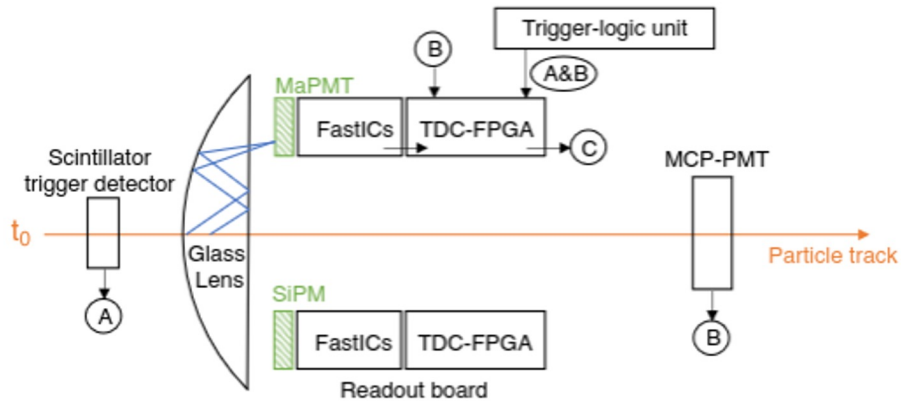 Trigger-logic unit
B
A&B
MaPMT
FastICs
TDC-FPGA
C
Scintillator
trigger detector
MCP-PMT
t₀
Glass
Lens
Particle track
A
SiPM
FastICs
TDC-FPGA
B
Readout board